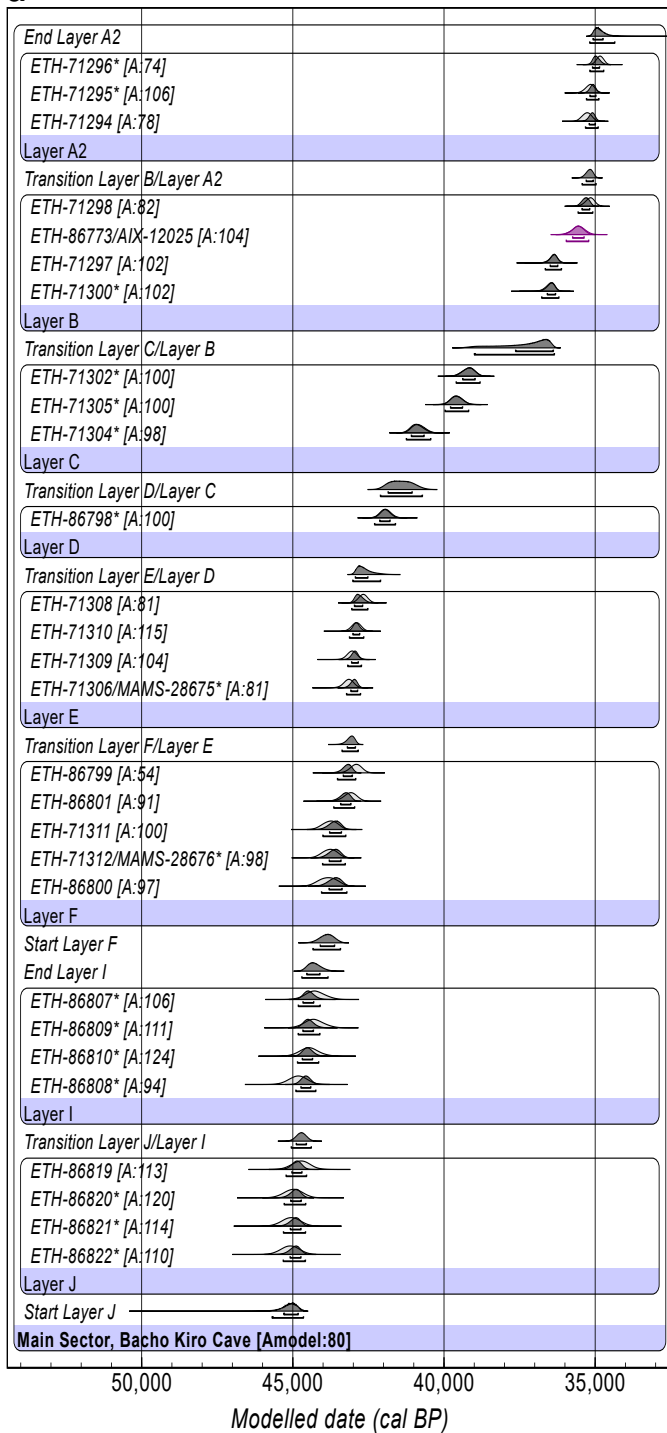 End Layer A2
ETH-71296* [A:74]
ETH-71295* [A:106]
ETH-71294 [A:78]
Layer A2
Transition Layer B/Layer A2
ETH-71298 [A:82]
ETH-86773/AIX-12025 [A:104]
ETH-71297 [A:102]
ETH-71300* [A:102]
Layer B
Transition Layer C/Layer B
ETH-71302* [A:100]
ETH-71305* [A:100]
ETH-71304* [A:98]
Layer C
Transition Layer D/Layer C
ETH-86798* [A:100]
Layer D
Transition Layer E/Layer D
ETH-71308 [A:81]
ETH-71310 [A:115]
ETH-71309 [A:104]
ETH-71306/MAMS-28675* [A:81]
Layer E
Transition Layer F/Layer E
ETH-86799 [A:54]
ETH-86801 [A:91]
ETH-71311 [A:100]
ETH-71312/MAMS-28676* [A:98]
ETH-86800 [A:97]
Layer F
Start Layer F
End Layer I
ETH-86807* [A:106]
ETH-86809* [A:111]
ETH-86810* [A:124]
ETH-86808* [A:94]
Layer I
Transition Layer J/Layer I
ETH-86819 [A:113]
ETH-86820* [A:120]
ETH-86821* [A:114]
ETH-86822* [A:110]
Layer J
Start Layer J
Main Sector, Bacho Kiro Cave [Amodel:80]
50,000 45,000 40,000 35,000
Modelled date (cal BP)